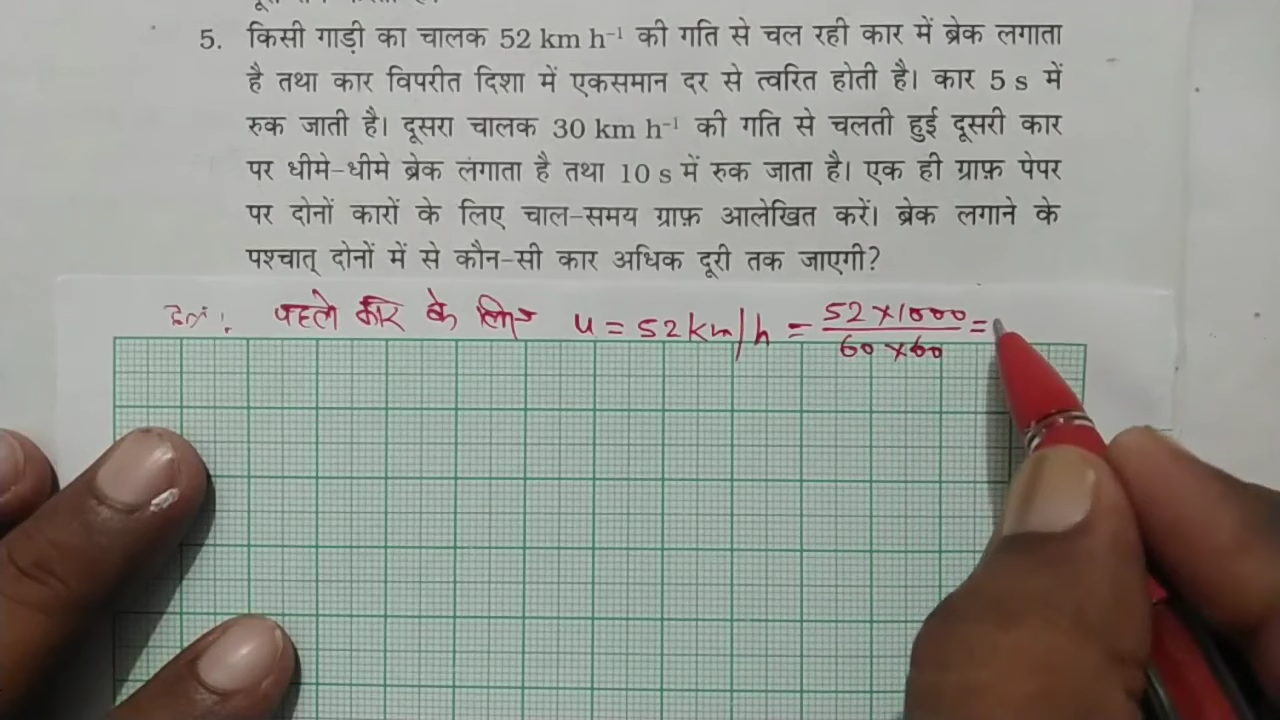 5. किसी गाड़ी का चालक 52 km h⁻¹ की गति से चल रही कार में ब्रेक लगाता
है तथा कार विपरीत दिशा में एकसमान दर से त्वरित होती है। कार 5 s में
रुक जाती है। दूसरा चालक 30 km h⁻¹ की गति से चलती हुई दूसरी कार
पर धीमे-धीमे ब्रेक लगाता है तथा 10 s में रुक जाता है। एक ही ग्राफ़ पेपर
पर दोनों कारों के लिए चाल-समय ग्राफ़ आलेखित करें। ब्रेक लगाने के
पश्चात् दोनों में से कौन-सी कार अधिक दूरी तक जाएगी?
हल: पहले कार के लिए u = 52km/h = 52×1000/60×60 =